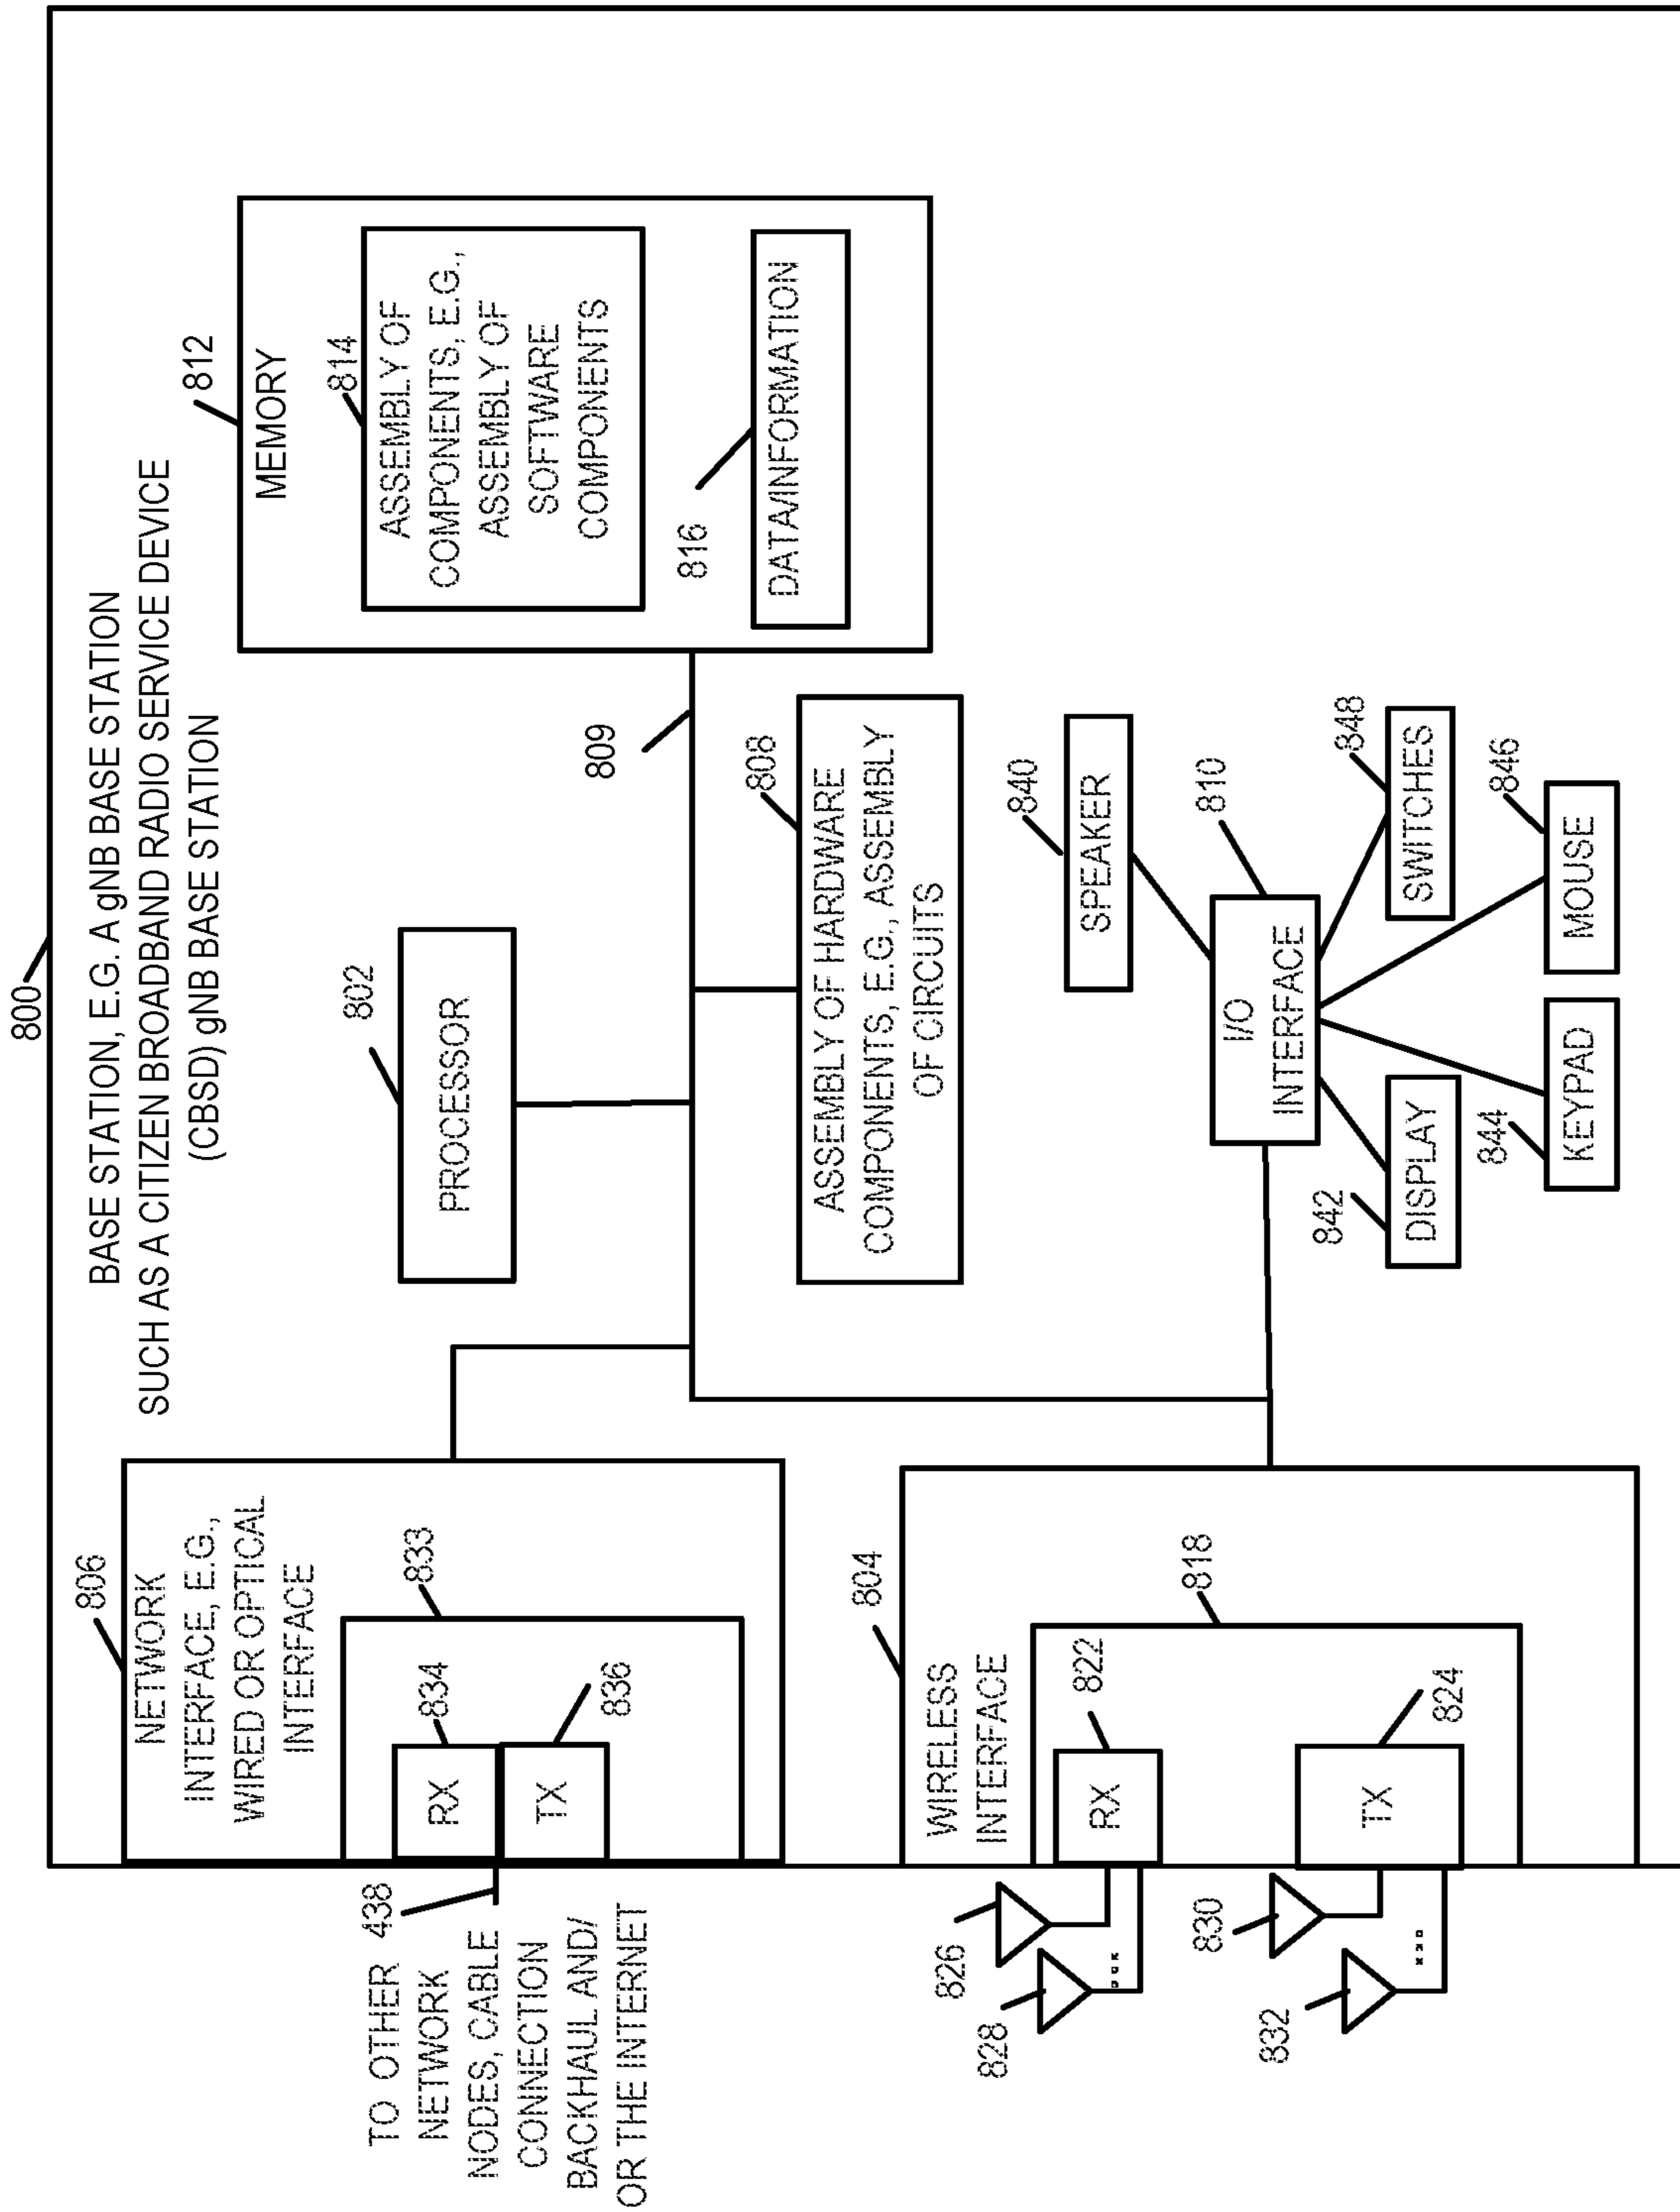 800
BASE STATION, E.G. A gNB BASE STATION
SUCH AS A CITIZEN BROADBAND RADIO SERVICE DEVICE
(CBSD) gNB BASE STATION
806
NETWORK
INTERFACE, E.G.,
WIRED OR OPTICAL
INTERFACE
833
834
RX
TX
836
TO OTHER
NETWORK
NODES, CABLE
CONNECTION
BACKHAUL AND/
OR THE INTERNET
438
802
PROCESSOR
812
MEMORY
814
ASSEMBLY OF
COMPONENTS, E.G.,
ASSEMBLY OF
SOFTWARE
COMPONENTS
816
DATA/INFORMATION
809
808
ASSEMBLY OF HARDWARE
COMPONENTS, E.G., ASSEMBLY
OF CIRCUITS
804
WIRELESS
INTERFACE
818
822
RX
824
TX
826
828
...
830
832
...
840
SPEAKER
810
I/O
INTERFACE
842
DISPLAY
844
KEYPAD
846
MOUSE
848
SWITCHES